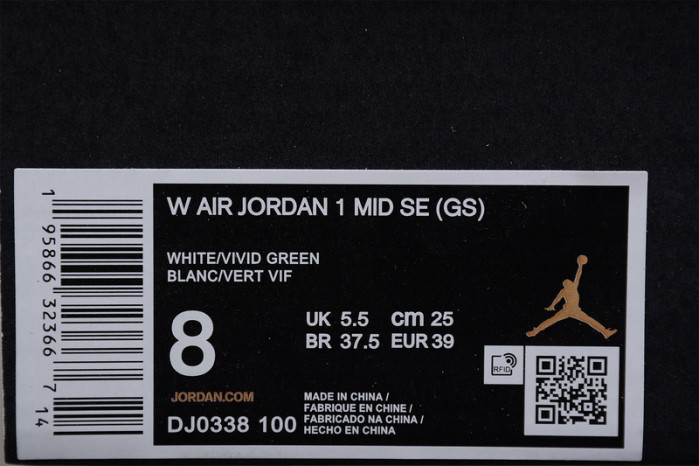 W AIR JORDAN 1 MID SE (GS)
WHITE/VIVID GREEN
BLANC/VERT VIF
8
UK 5.5 cm 25
BR 37.5 EUR 39
RFID
JORDAN.COM
DJ0338 100
MADE IN CHINA /
FABRIQUE EN CHINE /
FABRICADO NA CHINA /
HECHO EN CHINA
1 95866 32366 7 14